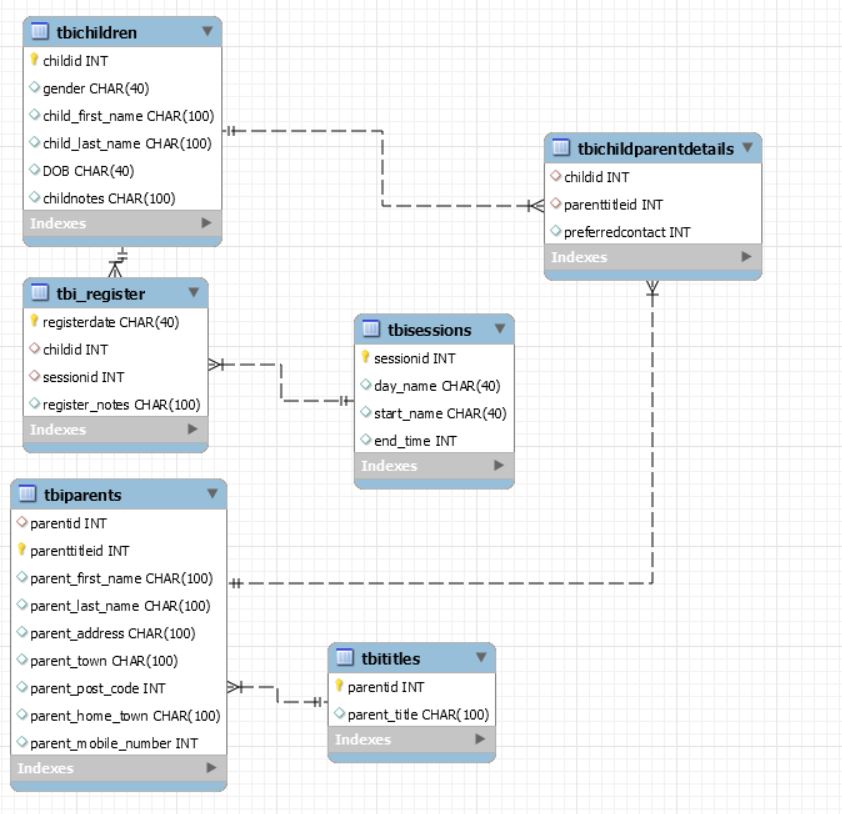 tbichildren
childid INT
gender CHAR(40)
child_first_name CHAR(100)
child_last_name CHAR(100)
DOB CHAR(40)
childnotes CHAR(100)
Indexes
tbichildparentdetails
childid INT
parenttitleid INT
preferredcontact INT
Indexes
tbi_register
registerdate CHAR(40)
childid INT
sessionid INT
register_notes CHAR(100)
Indexes
tbisessions
sessionid INT
day_name CHAR(40)
start_name CHAR(40)
end_time INT
Indexes
tbiparents
parentid INT
parenttitleid INT
parent_first_name CHAR(100)
parent_last_name CHAR(100)
parent_address CHAR(100)
parent_town CHAR(100)
parent_post_code INT
parent_home_town CHAR(100)
parent_mobile_number INT
Indexes
tbititles
parentid INT
parent_title CHAR(100)
Indexes